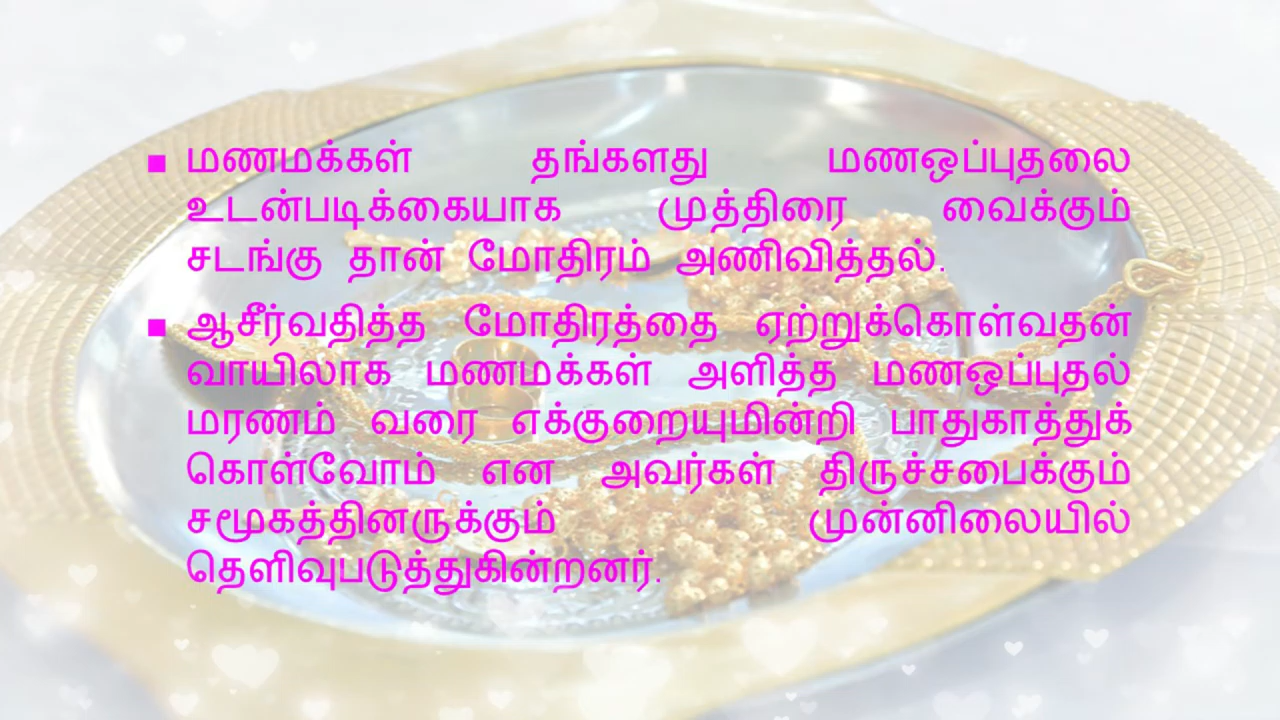 ▪ மணமக்கள் தங்களது மணஒப்புதலை
உடன்படிக்கையாக முத்திரை வைக்கும்
சடங்கு தான் மோதிரம் அணிவித்தல்.
▪ ஆசீர்வதித்த மோதிரத்தை ஏற்றுக்கொள்வதன்
வாயிலாக மணமக்கள் அளித்த மணஒப்புதல்
மரணம் வரை எக்குறையுமின்றி பாதுகாத்துக்
கொள்வோம் என அவர்கள் திருச்சபைக்கும்
சமூகத்தினருக்கும் முன்னிலையில்
தெளிவுபடுத்துகின்றனர்.